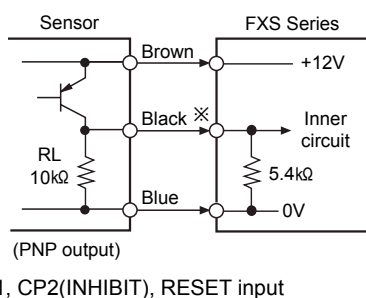 Sensor FXS Series
Brown
+12V
Black ※
Inner
circuit
RL
10kΩ
5.4kΩ
Blue
0V
(PNP output)
, CP2(INHIBIT), RESET input